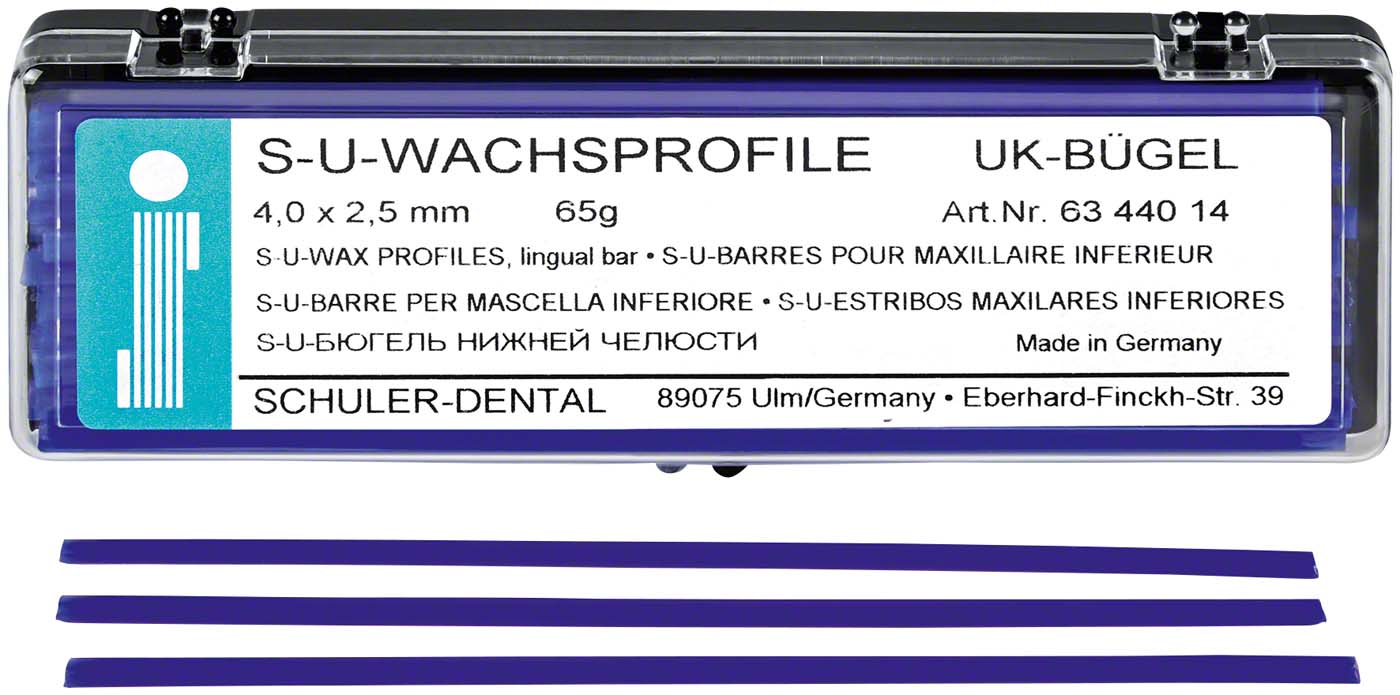 S-U-WACHSPROFILE UK-BÜGEL
4,0 x 2,5 mm 65g Art.Nr. 63 440 14
S-U-WAX PROFILES, lingual bar • S-U-BARRES POUR MAXILLAIRE INFERIEUR
S-U-BARRE PER MASCELLA INFERIORE • S-U-ESTRIBOS MAXILARES INFERIORES
S-U-БЮГЕЛЬ НИЖНЕЙ ЧЕЛЮСТИ Made in Germany
SCHULER-DENTAL 89075 Ulm/Germany • Eberhard-Finckh-Str. 39